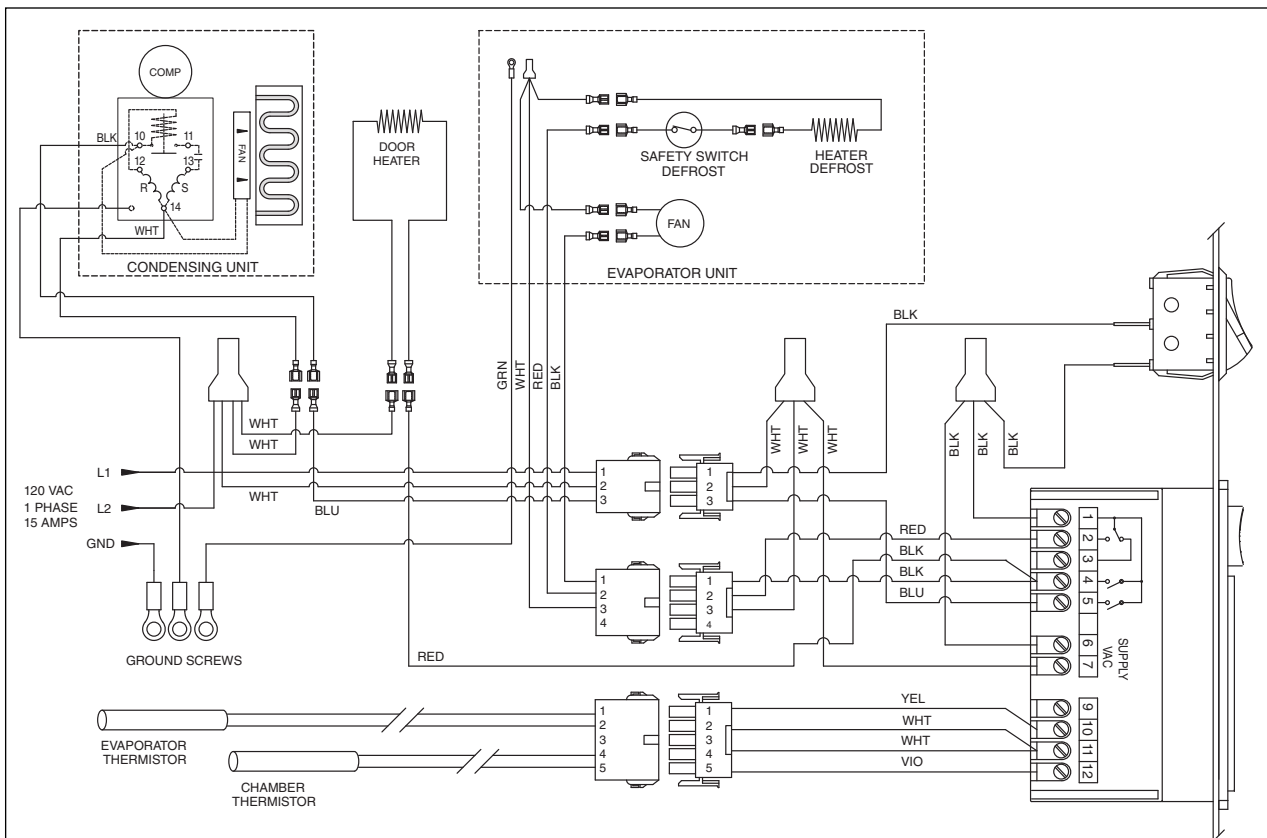 COMP
BLK
10
11
12
13
R
S
14
WHT
FAN
CONDENSING UNIT
DOOR
HEATER
SAFETY SWITCH
DEFROST
HEATER
DEFROST
FAN
EVAPORATOR UNIT
GRN
WHT
RED
BLK
BLK
WHT
WHT
WHT
BLK
BLK
BLK
WHT
WHT
WHT
BLU
L1
120 VAC
1 PHASE
15 AMPS
L2
GND
GROUND SCREWS
1
2
3
1
2
3
RED
BLK
BLK
BLU
1
2
3
4
5
6
7
SUPPLY
VAC
1
2
3
4
1
2
3
4
RED
EVAPORATOR
THERMISTOR
CHAMBER
THERMISTOR
1
2
3
4
5
1
2
3
4
5
YEL
WHT
WHT
VIO
9
10
11
12